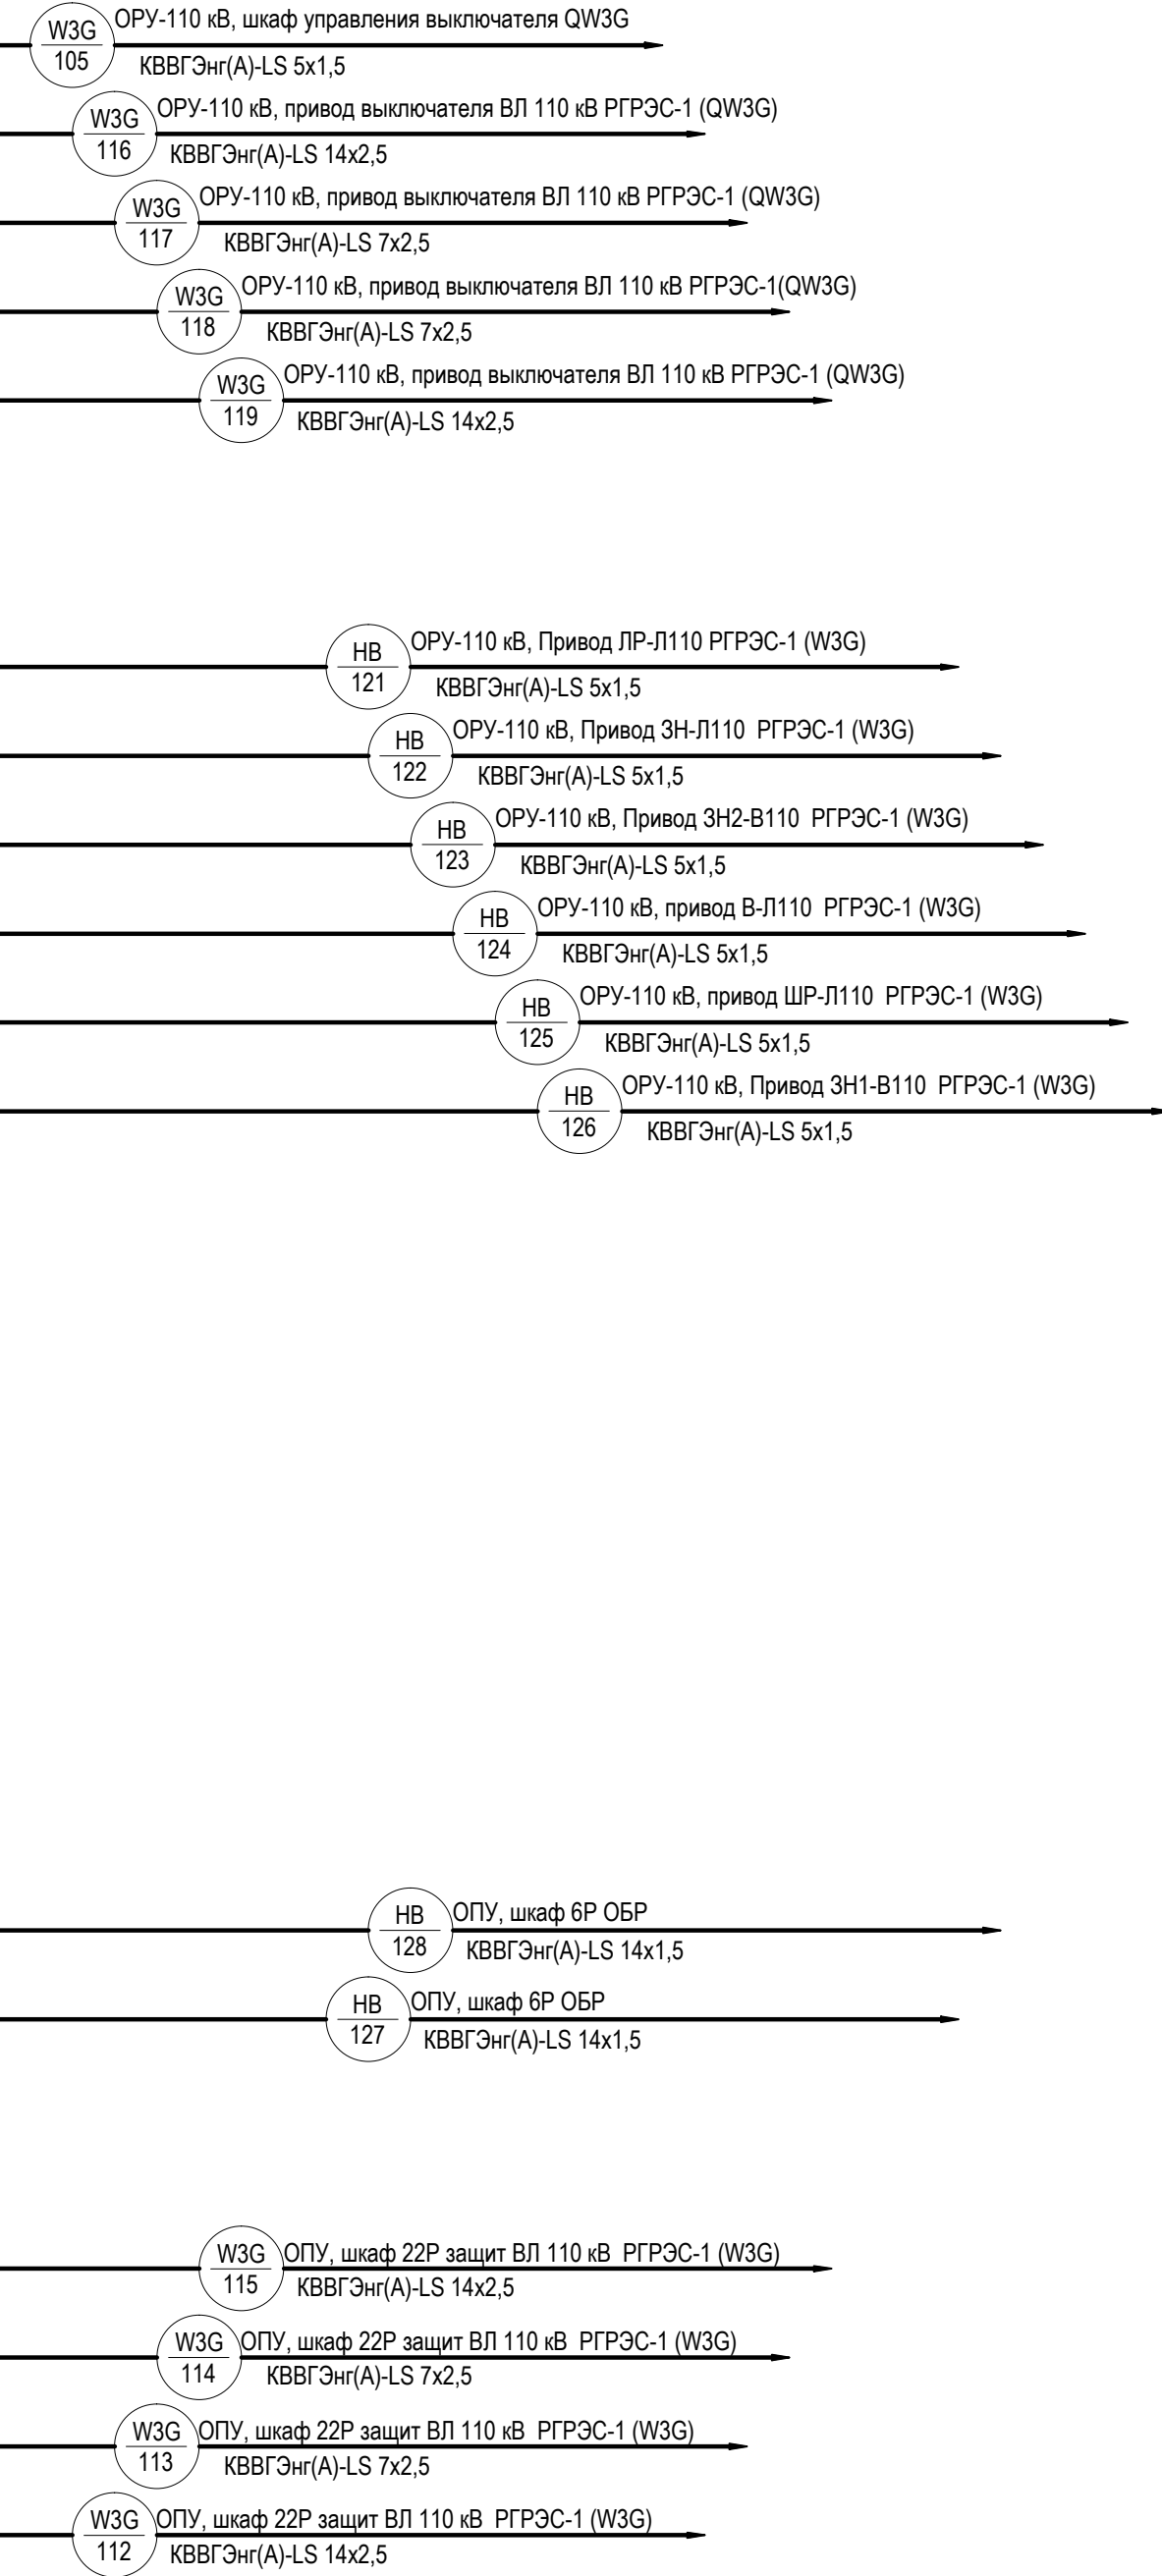 ОРУ-110 кВ, шкаф управления выключателя QW3G
W3G
105
КВВГЭнг(А)-LS 5х1,5
ОРУ-110 кВ, привод выключателя ВЛ 110 кВ РГРЭС-1 (QW3G)
W3G
116
КВВГЭнг(А)-LS 14х2,5
ОРУ-110 кВ, привод выключателя ВЛ 110 кВ РГРЭС-1 (QW3G)
W3G
117
КВВГЭнг(А)-LS 7х2,5
ОРУ-110 кВ, привод выключателя ВЛ 110 кВ РГРЭС-1(QW3G)
W3G
118
КВВГЭнг(А)-LS 7х2,5
ОРУ-110 кВ, привод выключателя ВЛ 110 кВ РГРЭС-1 (QW3G)
W3G
119
КВВГЭнг(А)-LS 14х2,5
ОРУ-110 кВ, Привод ЛР-Л110 РГРЭС-1 (W3G)
НВ
121
КВВГЭнг(А)-LS 5х1,5
ОРУ-110 кВ, Привод ЗН-Л110  РГРЭС-1 (W3G)
НВ
122
КВВГЭнг(А)-LS 5х1,5
ОРУ-110 кВ, Привод ЗН2-В110  РГРЭС-1 (W3G)
НВ
123
КВВГЭнг(А)-LS 5х1,5
ОРУ-110 кВ, привод В-Л110  РГРЭС-1 (W3G)
НВ
124
КВВГЭнг(А)-LS 5х1,5
ОРУ-110 кВ, привод ШР-Л110  РГРЭС-1 (W3G)
НВ
125
КВВГЭнг(А)-LS 5х1,5
ОРУ-110 кВ, Привод ЗН1-В110  РГРЭС-1 (W3G)
НВ
126
КВВГЭнг(А)-LS 5х1,5
ОПУ, шкаф 6Р ОБР
НВ
128
КВВГЭнг(А)-LS 14х1,5
ОПУ, шкаф 6Р ОБР
НВ
127
КВВГЭнг(А)-LS 14х1,5
ОПУ, шкаф 22Р защит ВЛ 110 кВ  РГРЭС-1 (W3G)
W3G
115
КВВГЭнг(А)-LS 14х2,5
ОПУ, шкаф 22Р защит ВЛ 110 кВ  РГРЭС-1 (W3G)
W3G
114
КВВГЭнг(А)-LS 7х2,5
ОПУ, шкаф 22Р защит ВЛ 110 кВ  РГРЭС-1 (W3G)
W3G
113
КВВГЭнг(А)-LS 7х2,5
ОПУ, шкаф 22Р защит ВЛ 110 кВ  РГРЭС-1 (W3G)
W3G
112
КВВГЭнг(А)-LS 14х2,5